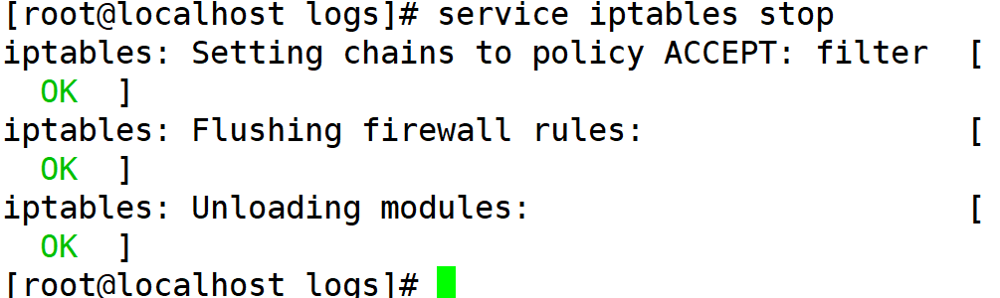 [root@localhost logs]# service iptables stop
iptables: Setting chains to policy ACCEPT: filter  [
  OK  ]
iptables: Flushing firewall rules:                 [
  OK  ]
iptables: Unloading modules:                       [
  OK  ]
[root@localhost logs]#